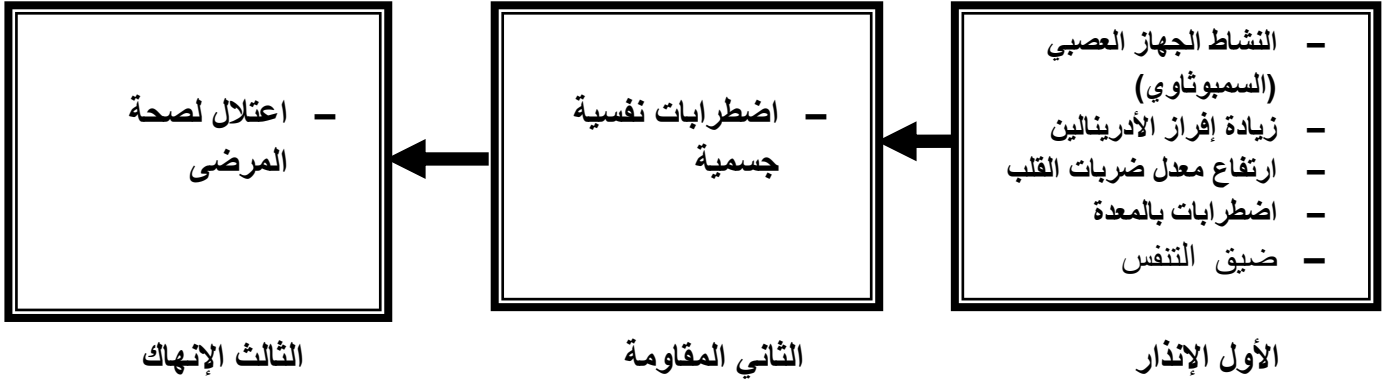 – النشاط الجهاز العصبي
(السمبوثاوي)
– زيادة إفراز الأدرينالين
– ارتفاع معدل ضربات القلب
– اضطرابات بالمعدة
– ضيق التنفس
الأول الإنذار
– اضطرابات نفسية
جسمية
الثاني المقاومة
– اعتلال لصحة
المرضى
الثالث الإنهاك